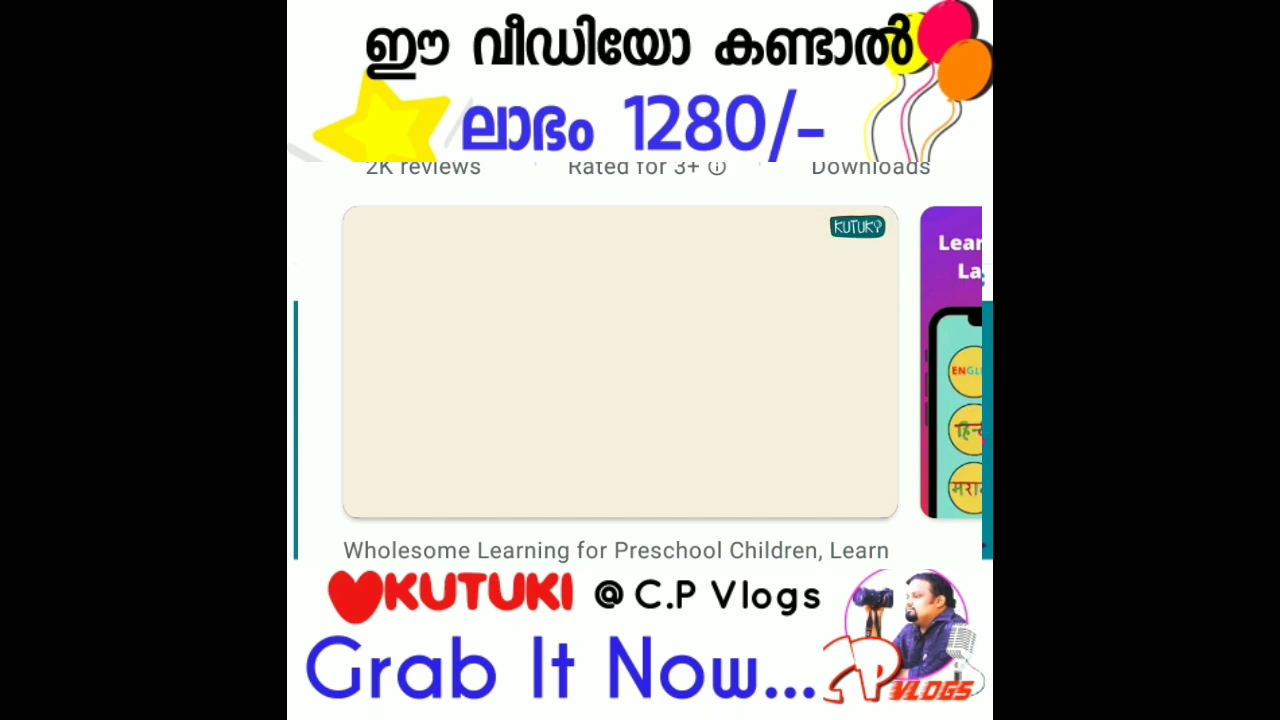 ഈ വീഡിയോ കണ്ടാൽ
ലാഭം 1280/-
2K reviews Rated for 3+ Downloads
KUTUKI
Wholesome Learning for Preschool Children, Learn
KUTUKI @ C.P Vlogs
Grab It Now...
CP VLOGS